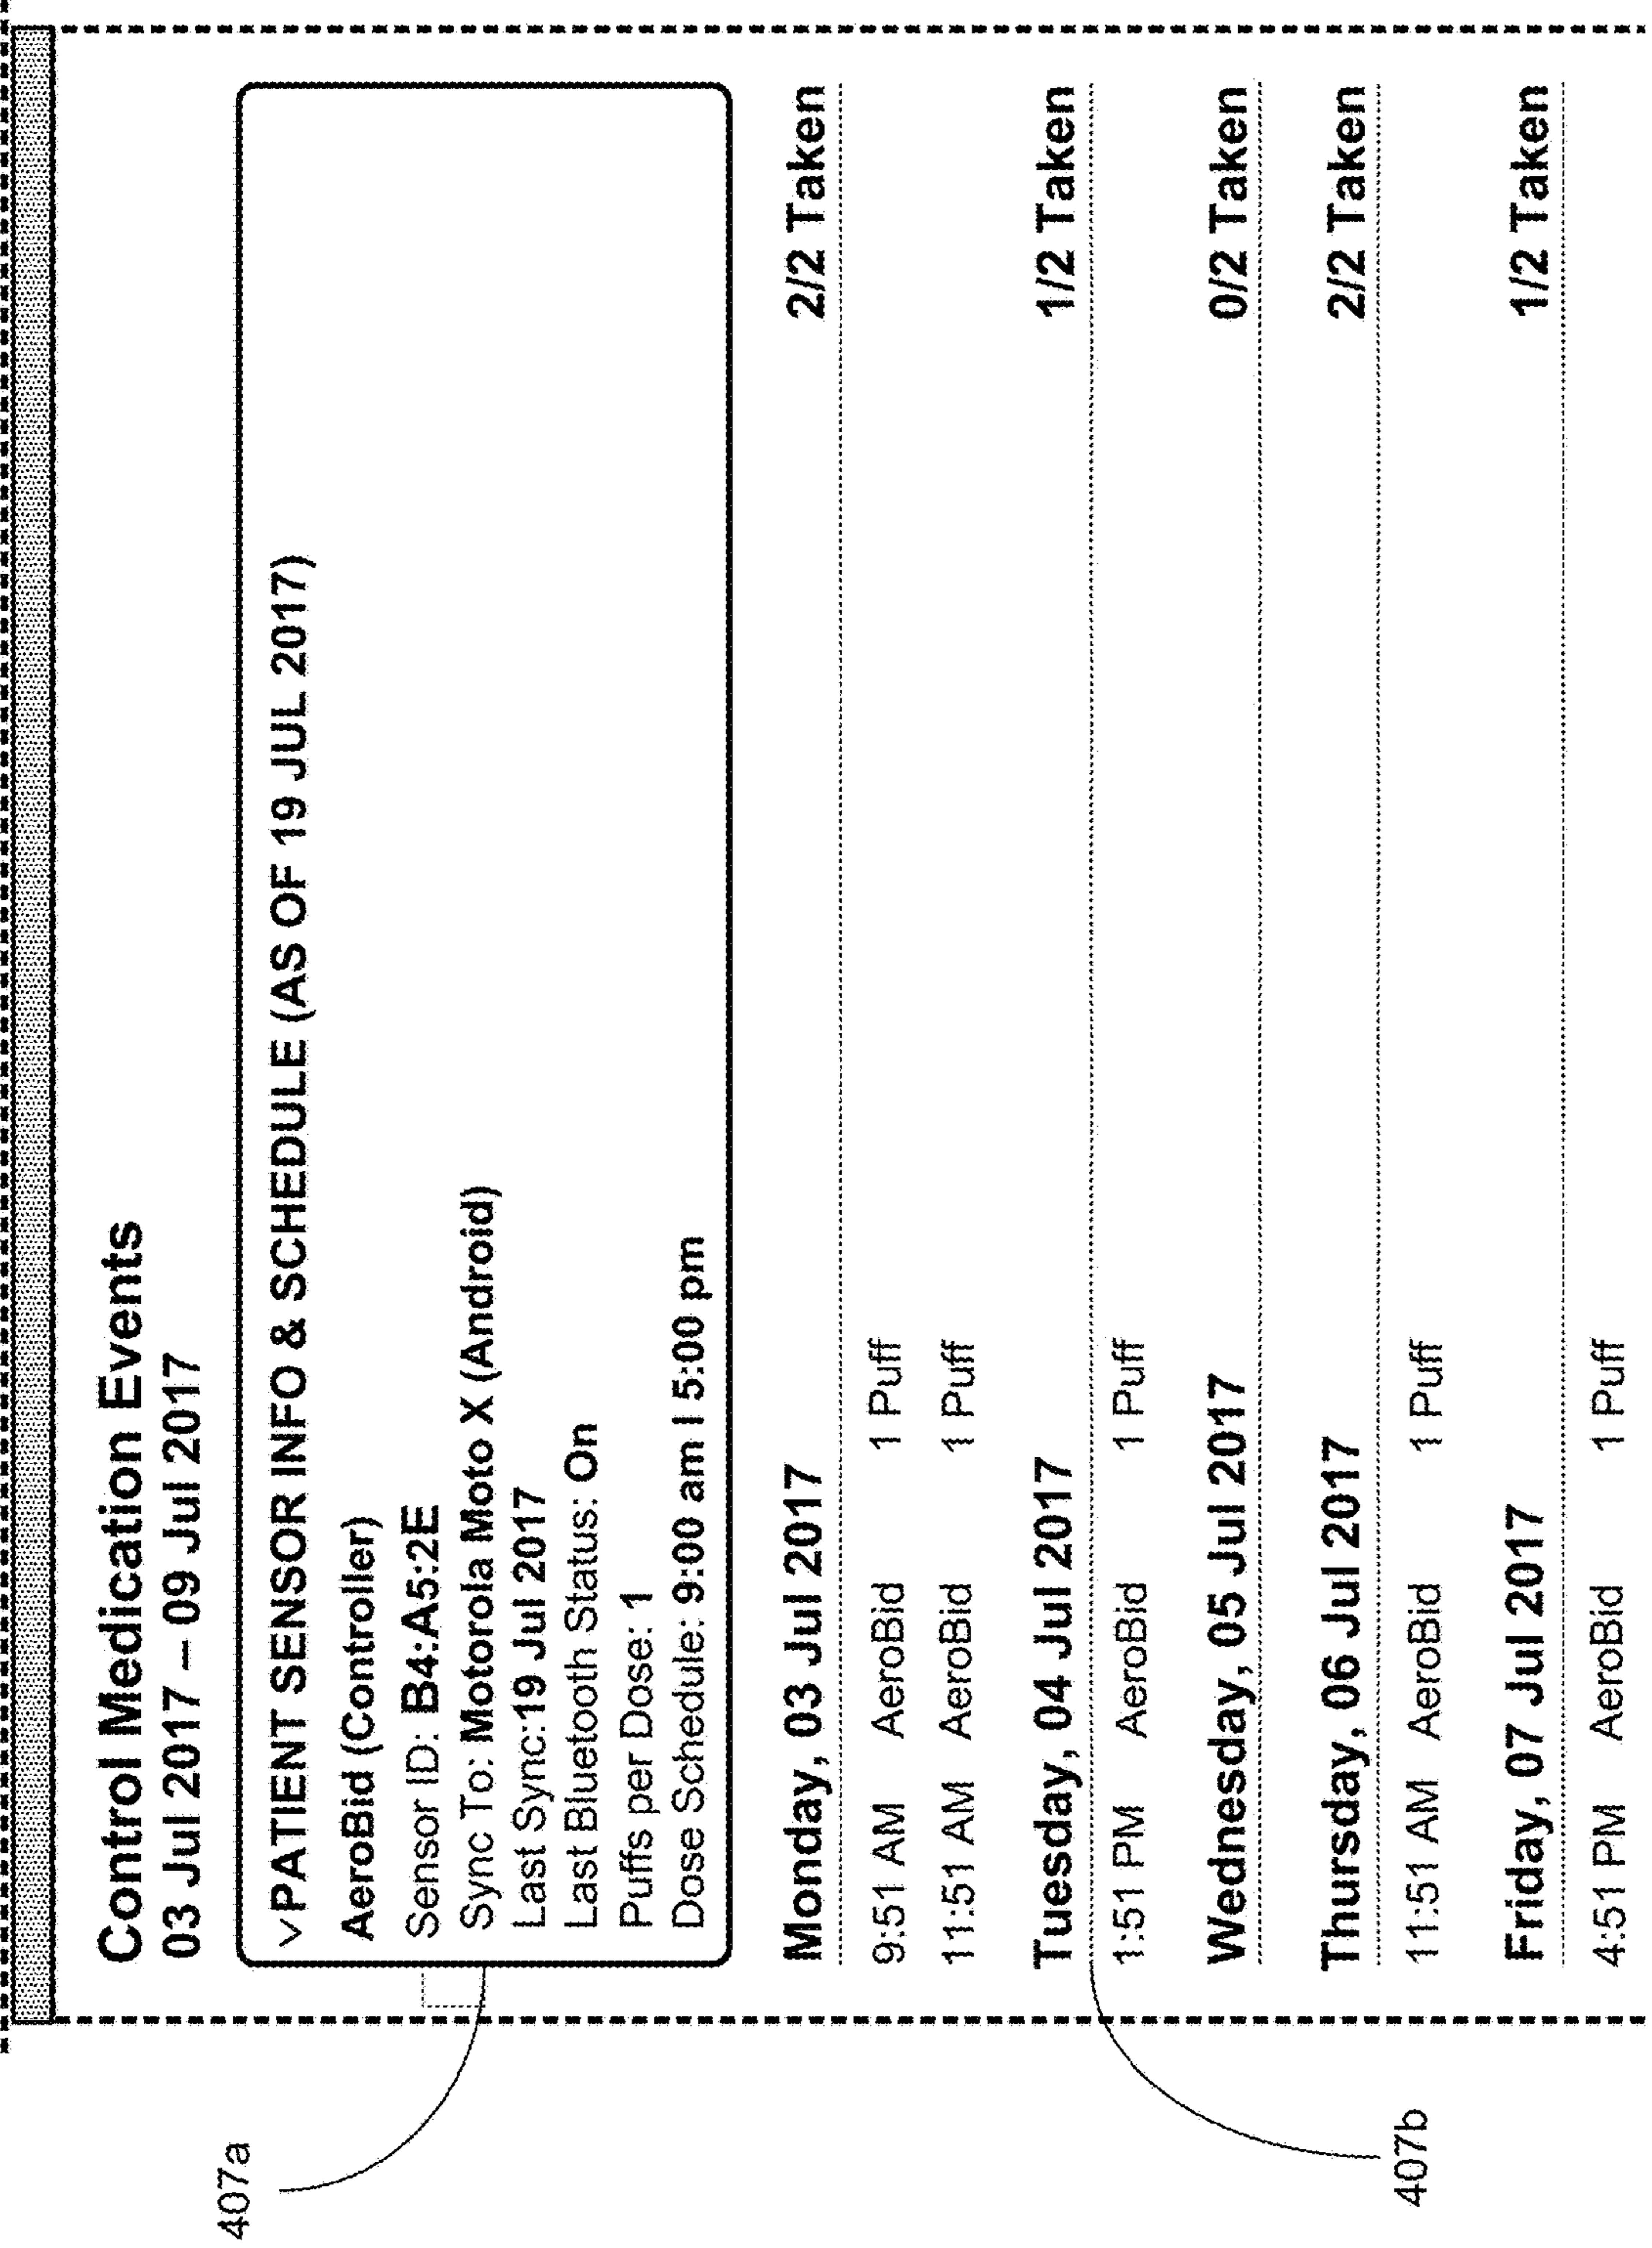 Control Medication Events
03 Jul 2017 – 09 Jul 2017
PATIENT SENSOR INFO & SCHEDULE (AS OF 19 JUL 2017)
AeroBid (Controller)
Sensor ID: B4:A5:2E
Sync To: Motorola Moto X (Android)
Last Sync:19 Jul 2017
Last Bluetooth Status: On
Puffs per Dose: 1
Dose Schedule: 9:00 am I 5:00 pm
407a
Monday, 03 Jul 2017 2/2 Taken
9:51 AM AeroBid 1 Puff
11:51 AM AeroBid 1 Puff
Tuesday, 04 Jul 2017 1/2 Taken
1:51 PM AeroBid 1 Puff
407b
Wednesday, 05 Jul 2017 0/2 Taken
Thursday, 06 Jul 2017 2/2 Taken
11:51 AM AeroBid 1 Puff
Friday, 07 Jul 2017 1/2 Taken
4:51 PM AeroBid 1 Puff